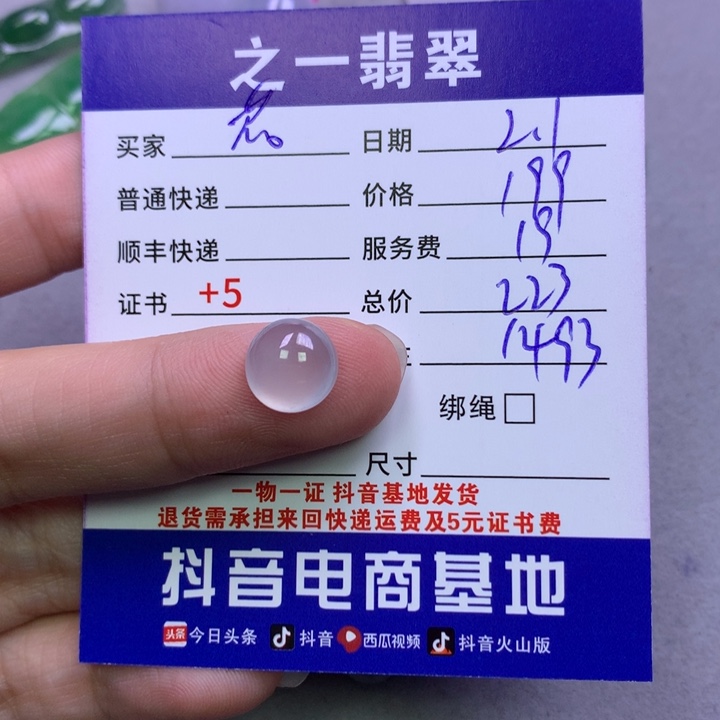 之一翡翠
买家 日期 2.1
普通快递 价格 199
顺丰快递 服务费 19
证书 +5 总价 223
1493
绑绳
尺寸
一物一证 抖音基地发货
退货需承担来回快递运费及5元证书费
抖音电商基地
头条 今日头条 抖音 西瓜视频 抖音火山版